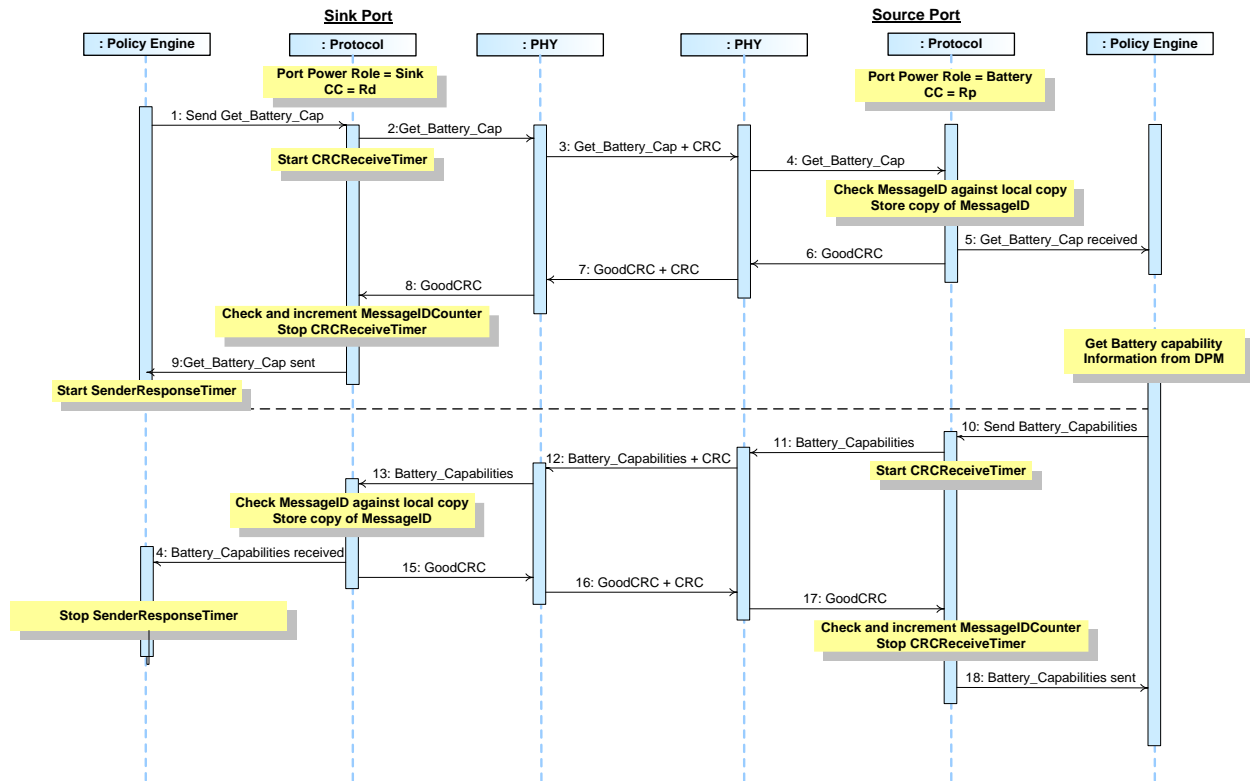 Sink Port
Source Port
: Policy Engine
: Protocol
: PHY
: PHY
: Protocol
: Policy Engine
Port Power Role = Sink
CC = Rd
Port Power Role = Battery
CC = Rp
1: Send Get_Battery_Cap
2:Get_Battery_Cap
Start CRCReceiveTimer
3: Get_Battery_Cap + CRC
4: Get_Battery_Cap
Check MessageID against local copy
Store copy of MessageID
5: Get_Battery_Cap received
6: GoodCRC
7: GoodCRC + CRC
8: GoodCRC
Check and increment MessageIDCounter
Stop CRCReceiveTimer
9:Get_Battery_Cap sent
Start SenderResponseTimer
Get Battery capability
Information from DPM
10: Send Battery_Capabilities
11: Battery_Capabilities
Start CRCReceiveTimer
12: Battery_Capabilities + CRC
13: Battery_Capabilities
Check MessageID against local copy
Store copy of MessageID
4: Battery_Capabilities received
15: GoodCRC
16: GoodCRC + CRC
17: GoodCRC
Stop SenderResponseTimer
Check and increment MessageIDCounter
Stop CRCReceiveTimer
18: Battery_Capabilities sent